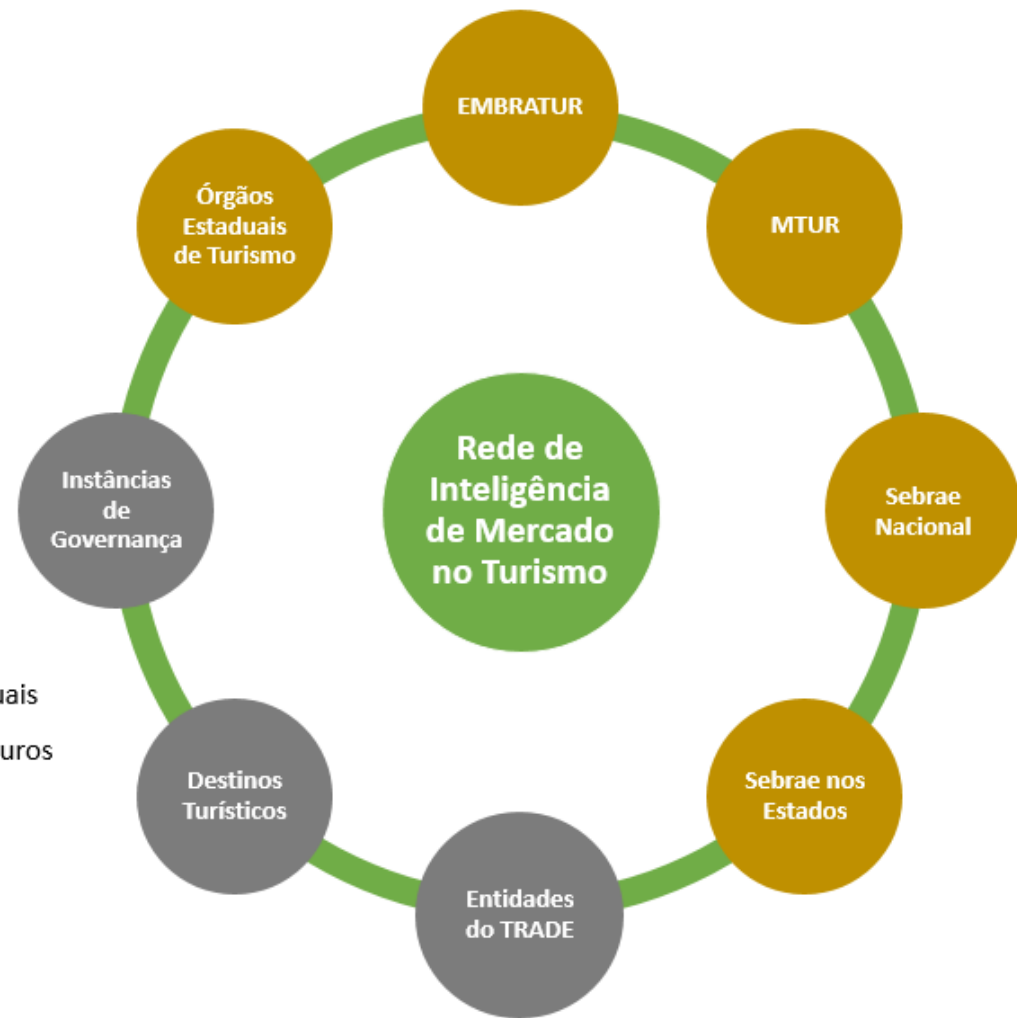 EMBRATUR
MTUR
Sebrae
Nacional
Sebrae nos
Estados
Entidades
do TRADE
Destinos
Turísticos
Instâncias
de
Governança
Órgãos
Estaduais
de Turismo
Rede de
Inteligência
de Mercado
no Turismo
uais
uros